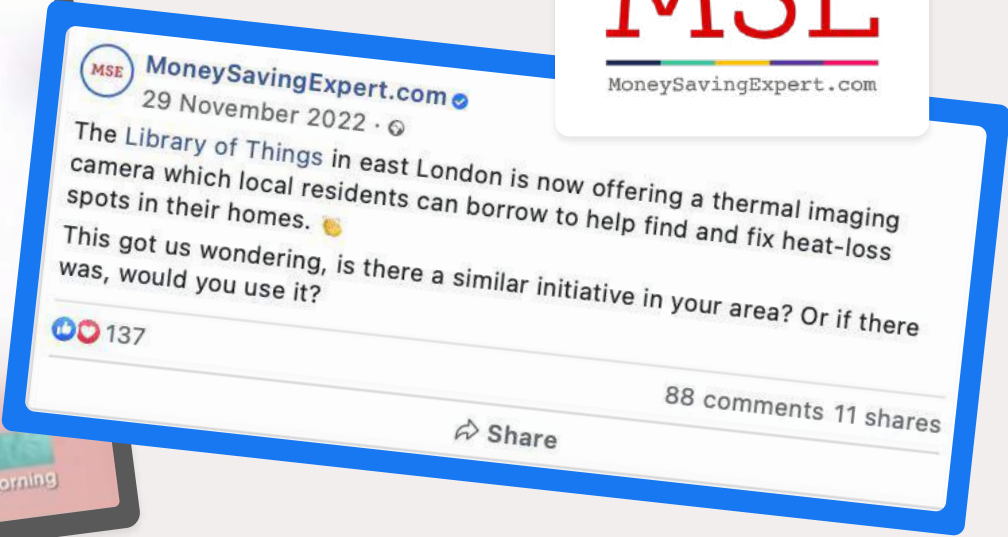 MSE
MoneySavingExpert.com
MSE
MoneySavingExpert.com
29 November 2022 ·
The Library of Things in east London is now offering a thermal imaging
camera which local residents can borrow to help find and fix heat-loss
spots in their homes. 👏
This got us wondering, is there a similar initiative in your area? Or if there
was, would you use it?
137
88 comments 11 shares
Share
orning